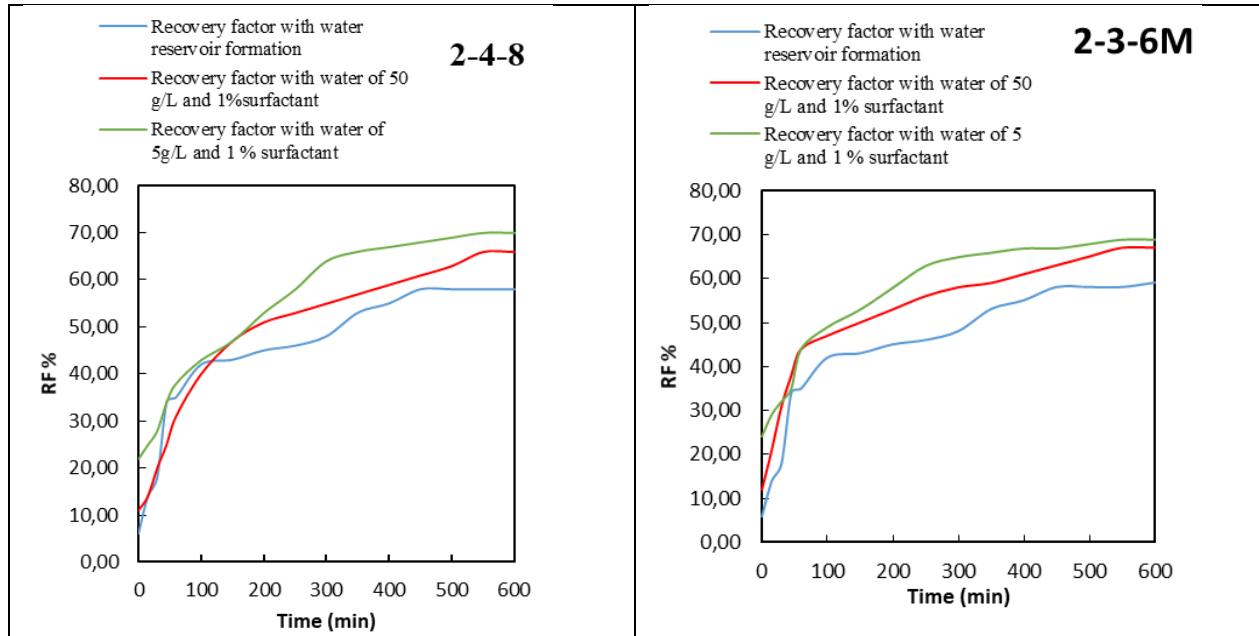 Recovery factor with water
reservoir formation
2-4-8
Recovery factor with water of 50
g/L and 1%surfactant
Recovery factor with water of
5g/L and 1 % surfactant
80,00
70,00
60,00
50,00
40,00
30,00
20,00
10,00
0,00
RF %
0 100 200 300 400 500 600
Time (min)
Recovery factor with water
reservoir formation
2-3-6M
Recovery factor with water of 50
g/L and 1% surfactant
Recovery factor with water of 5
g/L and 1 % surfactant
80,00
70,00
60,00
50,00
40,00
30,00
20,00
10,00
0,00
RF %
0 100 200 300 400 500 600
Time (min)